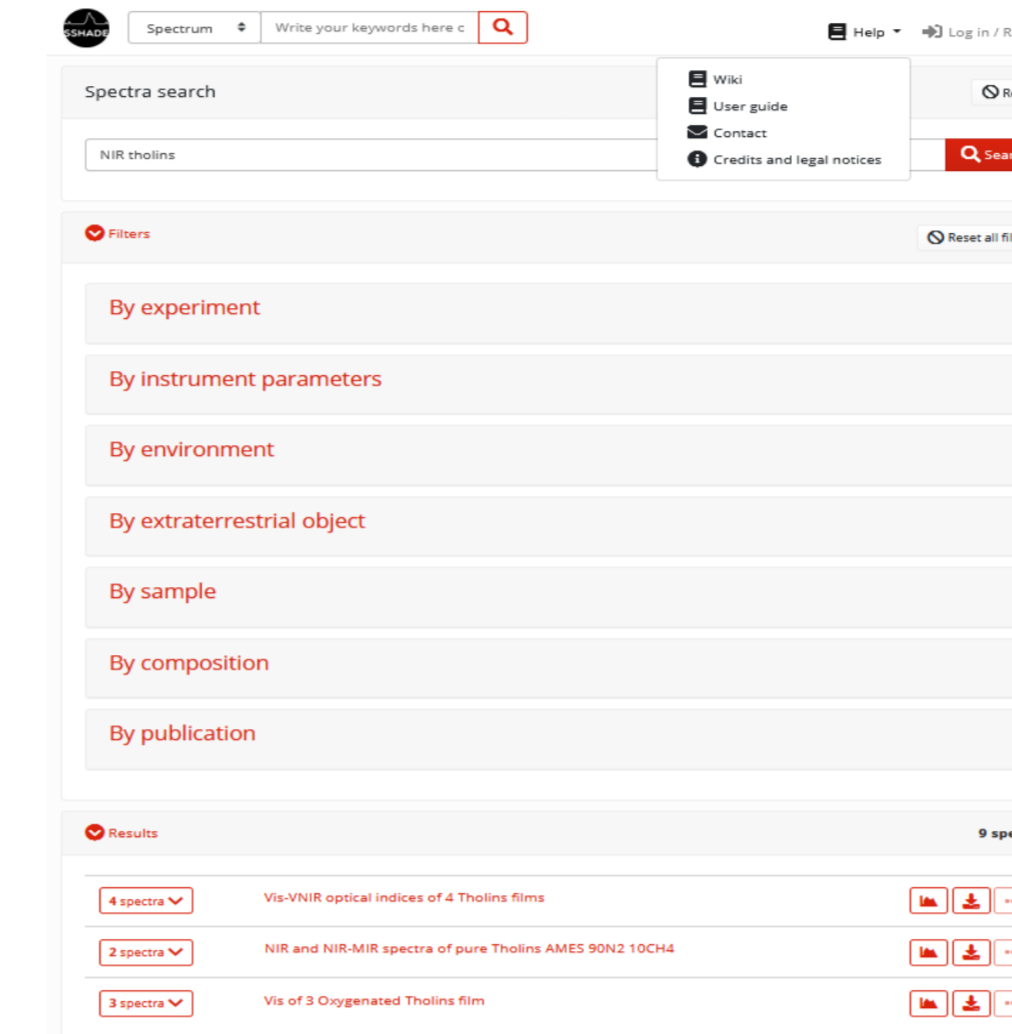 SSHADE Spectrum Write your keywords here c Help Log in / R
Wiki
Spectra search Re
User guide
Contact
NIR tholins Sear
Credits and legal notices
Filters Reset all fil
By experiment
By instrument parameters
By environment
By extraterrestrial object
By sample
By composition
By publication
Results 9 spe
4 spectra Vis-VNIR optical indices of 4 Tholins films
2 spectra NIR and NIR-MIR spectra of pure Tholins AMES 90N2 10CH4
3 spectra Vis of 3 Oxygenated Tholins film